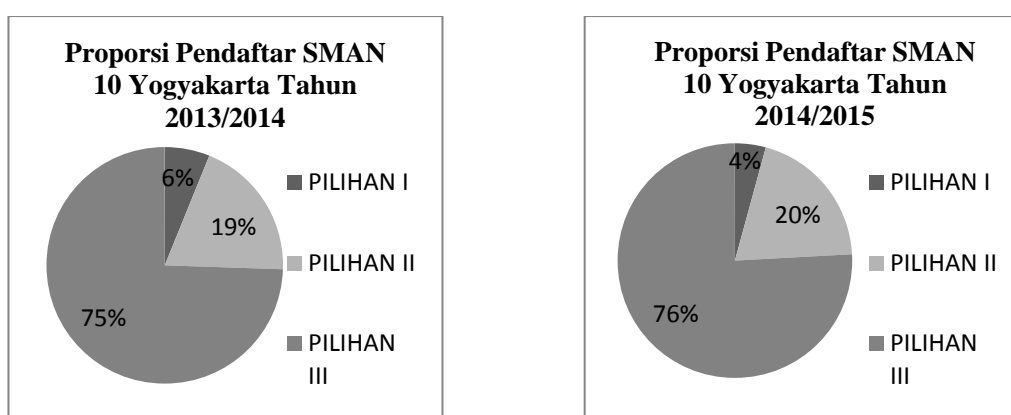 Proporsi Pendaftar SMAN
10 Yogyakarta Tahun
2013/2014
6%
19%
75%
PILIHAN I
PILIHAN II
PILIHAN
III
Proporsi Pendaftar SMAN
10 Yogyakarta Tahun
2014/2015
4%
20%
76%
PILIHAN I
PILIHAN II
PILIHAN
III